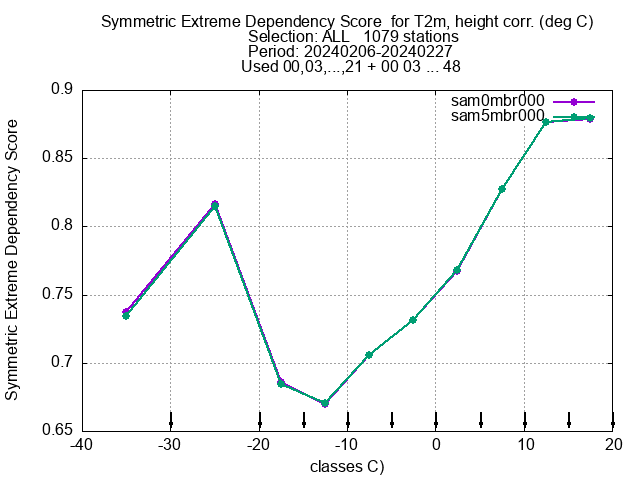 Symmetric Extreme Dependency Score  for T2m, height corr. (deg C)
Selection: ALL   1079 stations
Period: 20240206-20240227
Used 00,03,...,21 + 00 03 ... 48
sam0mbr000
sam5mbr000
Symmetric Extreme Dependency Score
0.9
0.85
0.8
0.75
0.7
0.65
-40 -30 -20 -10 0 10 20
classes C)